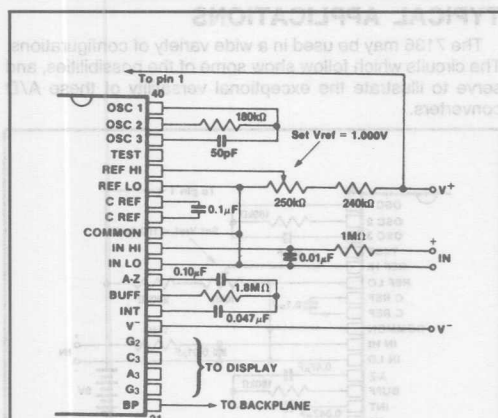 TYPICAL APPLICATIONS
The 7136 may be used in a wide variety of configurations.
The circuits which follow show some of the possibilities, and
serve to illustrate the exceptional versatility of these A/D
converters.
To pin 1
40
OSC 1
OSC 2
180kΩ
OSC 3
50pF
TEST
Set Vref = 1.000V
REF HI
REF LO
250kΩ
240kΩ
V+
C REF
0.1µF
C REF
COMMON
1MΩ
+
IN HI
0.01µF
IN
IN LO
−
A-Z
0.10µF
BUFF
1.8MΩ
INT
0.047µF
V−
V−
G2
C3
TO DISPLAY
A3
G3
BP
TO BACKPLANE
21